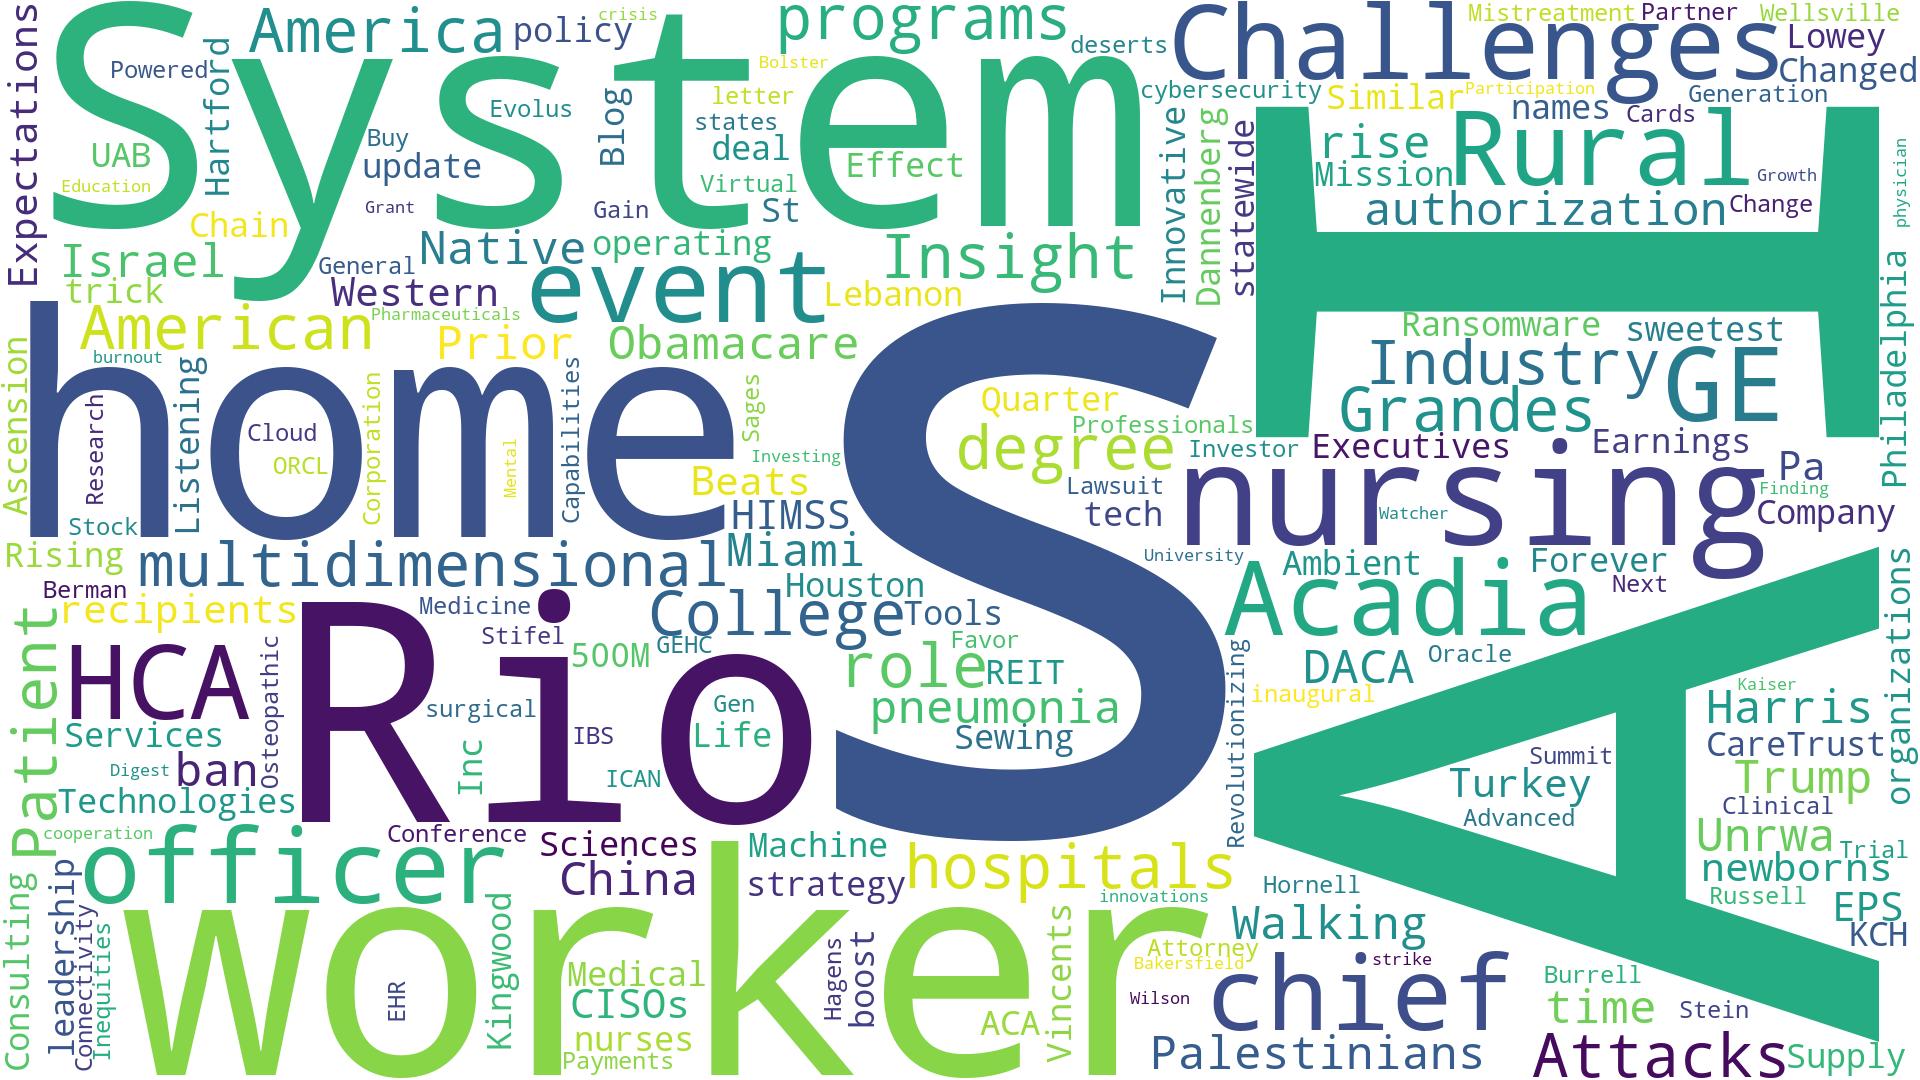 System
America
policy
crisis
programs
Challenges
Mistreatment
Partner
Wellsville
Lowey
Changed
Expectations
Powered
Hartford
Evolus
Blog
Bolster
letter
states
deal
deserts
cybersecurity
Similar
Participation
names
Generation
Cards
UAB
Education
Buy
update
Grant
Virtual
Effect
Gain
St
Innovative
Dannenberg
statewide
I
rise
Mission
Rural
Growth
authorization
Change
physician
Chain
Israel
trick
General
Native
Western
operating
event
Insight
Lebanon
American
Pharmaceuticals
Prior
Obamacare
Ransomware
sweetest
Philadelphia
Industry
GE
Grandes
home
S
Ascension
burnout
Listening
Research
Cloud
ORCL
Corporation
Mental
Capabilities
Sages
Investing
Beats
Quarter
Professionals
degree
Investor
Executives
Earnings
Lawsuit
tech
nursing
Watcher
Pa
Finding
Company
Stock
HIMSS
Rising
multidimensional
Miami
University
Ambient
Forever
Next
Berman
recipients
Medicine
Houston
College
Tools
Acadia
Patient
HCA
Rio
Stifel
500M
GEHC
Favor
role
REIT
DACA
Oracle
organizations
Osteopathic
surgical
Gen
Life
pneumonia
Revolutionizing
inaugural
A
Kaiser
Harris
Services
IBS
Sewing
CareTrust
Digest
ban
Inc
ICAN
Summit
Turkey
Trump
Technologies
Advanced
Clinical
cooperation
Conference
Sciences
Machine
Unrwa
Trial
officer
China
strategy
hospitals
newborns
Consulting
leadership
Connectivity
Inequities
worker
innovations
Hornell
Russell
EPS
EHR
Kingwood
Medical
CISOs
nurses
Payments
Hagens
boost
ACA
Vincents
Walking
KCH
Attorney
Bakersfield
strike
Wilson
chief
Burrell
time
Stein
Palestinians
Attacks
Supply